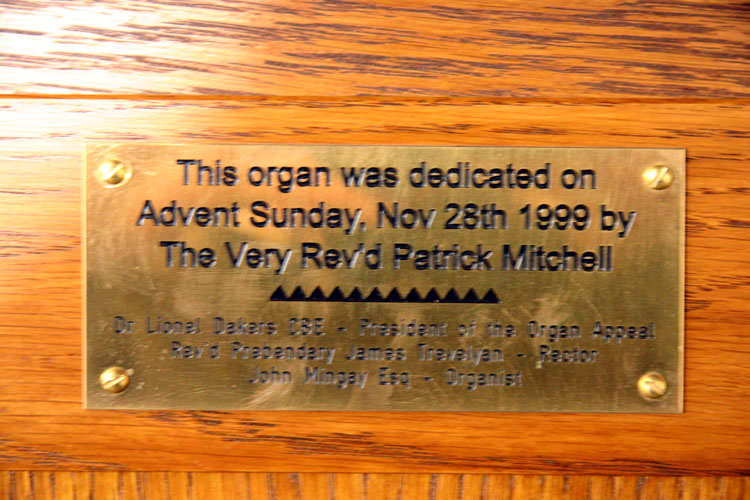 This organ was dedicated on
Advent Sunday, Nov 28th 1999 by
The Very Rev'd Patrick Mitchell
Dr Lionel Dakers CBE - President of the Organ Appeal
Rev'd Prebendary James Trevelyan - Rector
John Mingay Esq - Organist